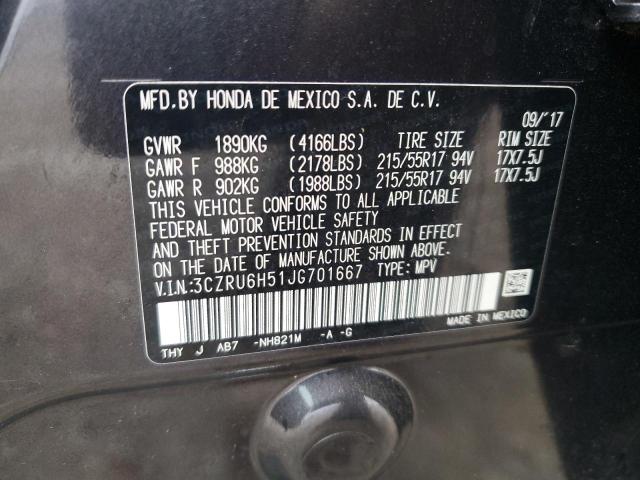 MFD.BY HONDA DE MEXICO S.A. DE C.V.
09/'17
GVWR 1890KG (4166LBS) TIRE SIZE RIM SIZE
GAWR F 988KG (2178LBS) 215/55R17 94V 17X7.5J
GAWR R 902KG (1988LBS) 215/55R17 94V 17X7.5J
THIS VEHICLE CONFORMS TO ALL APPLICABLE
FEDERAL MOTOR VEHICLE SAFETY
AND THEFT PREVENTION STANDARDS IN EFFECT
ON THE DATE OF MANUFACTURE SHOWN ABOVE.
V.I.N.:3CZRU6H51JG701667 TYPE: MPV
THY J AB7 -NH821M -A -G MADE IN MEXICO